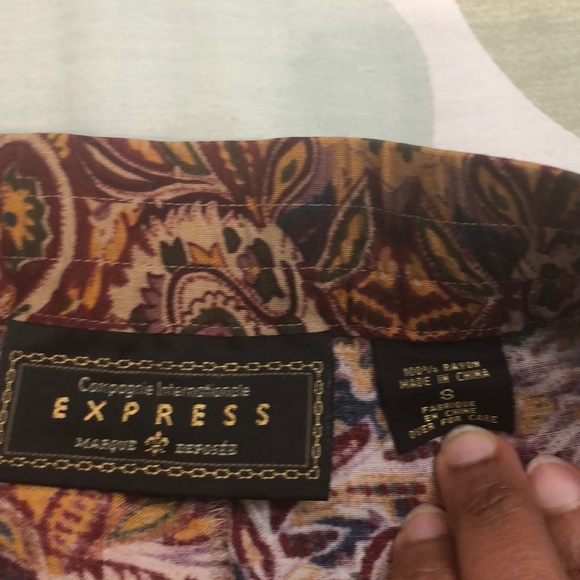 Compagnie Internationale
EXPRESS
MARQUE DEPOSÉE
100% RAYON
MADE IN CHINA
S
FABRIQUE
EN CHINE
OVER FOR CARE